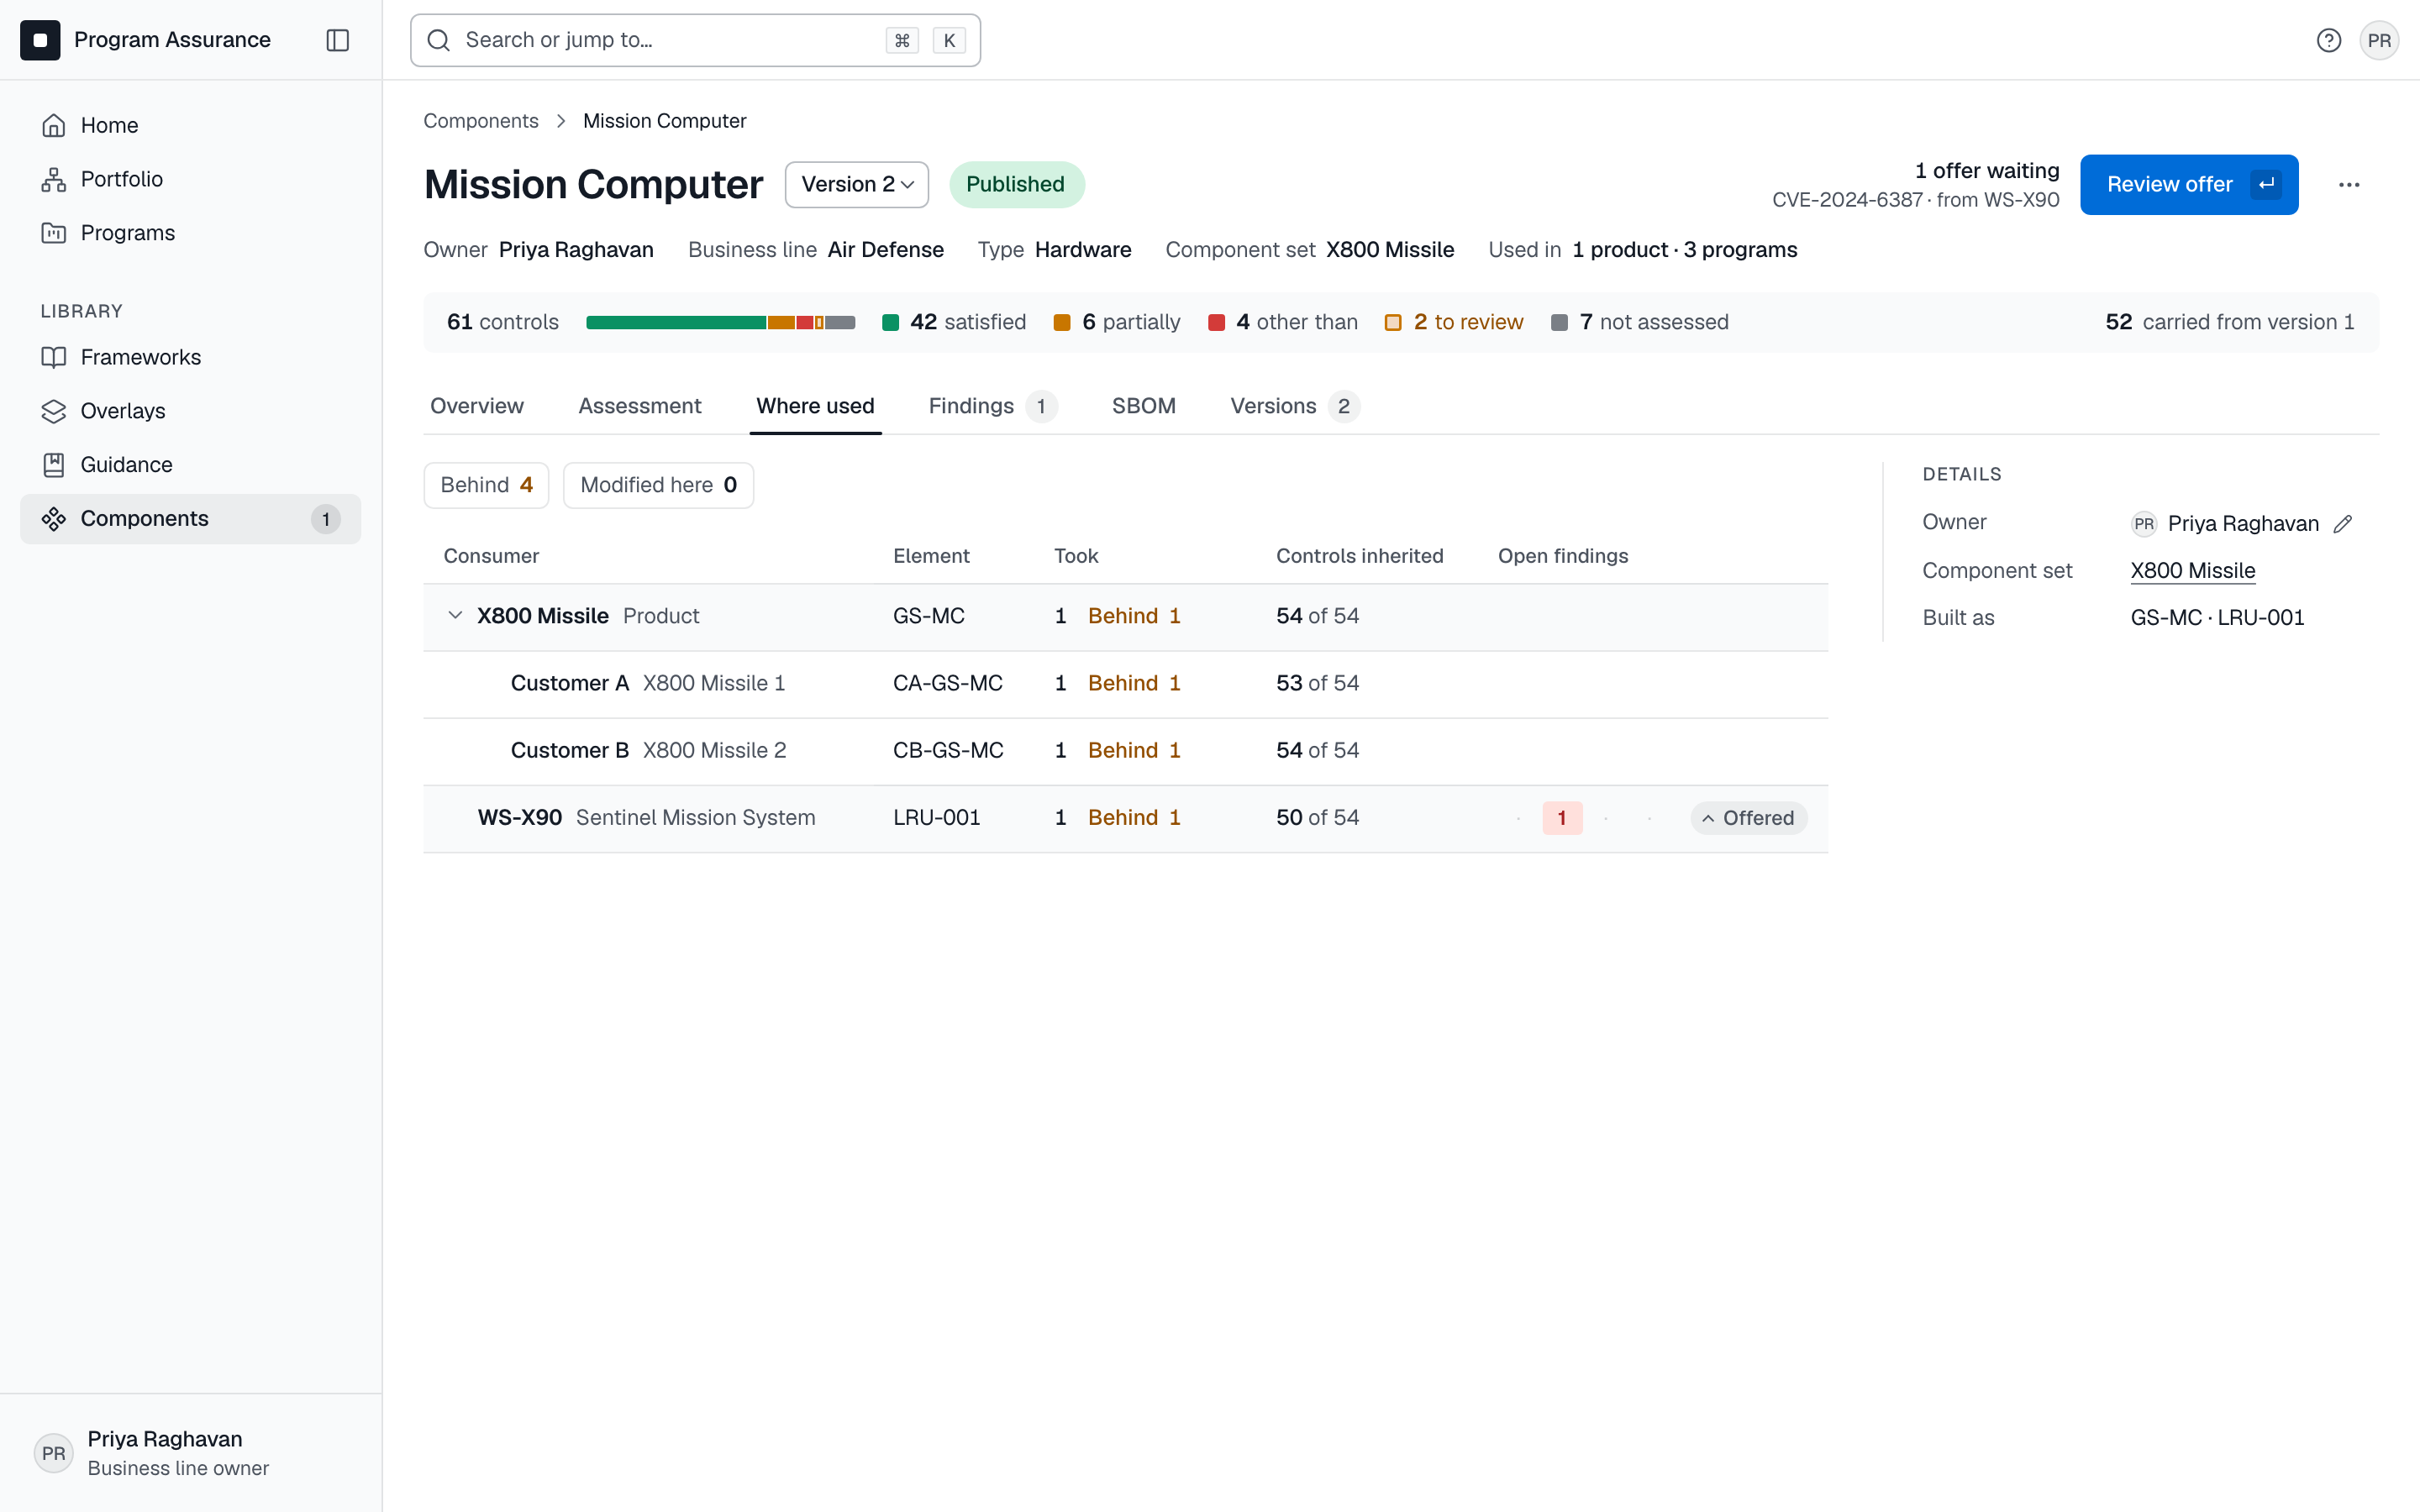 Program Assurance
Search or jump to…
⌘ K
PR
Home
Portfolio
Programs
LIBRARY
Frameworks
Overlays
Guidance
Components 1
PR
Priya Raghavan
Business line owner
Components > Mission Computer
Mission Computer
Version 2
Published
1 offer waiting
CVE-2024-6387 · from WS-X90
Review offer
Owner Priya Raghavan Business line Air Defense Type Hardware Component set X800 Missile Used in 1 product · 3 programs
61 controls 42 satisfied 6 partially 4 other than 2 to review 7 not assessed 52 carried from version 1
Overview Assessment Where used Findings 1 SBOM Versions 2
Behind 4 Modified here 0
Consumer Element Took Controls inherited Open findings
X800 Missile Product GS-MC 1 Behind 1 54 of 54
Customer A X800 Missile 1 CA-GS-MC 1 Behind 1 53 of 54
Customer B X800 Missile 2 CB-GS-MC 1 Behind 1 54 of 54
WS-X90 Sentinel Mission System LRU-001 1 Behind 1 50 of 54 · 1 · · Offered
DETAILS
Owner PR Priya Raghavan
Component set X800 Missile
Built as GS-MC · LRU-001